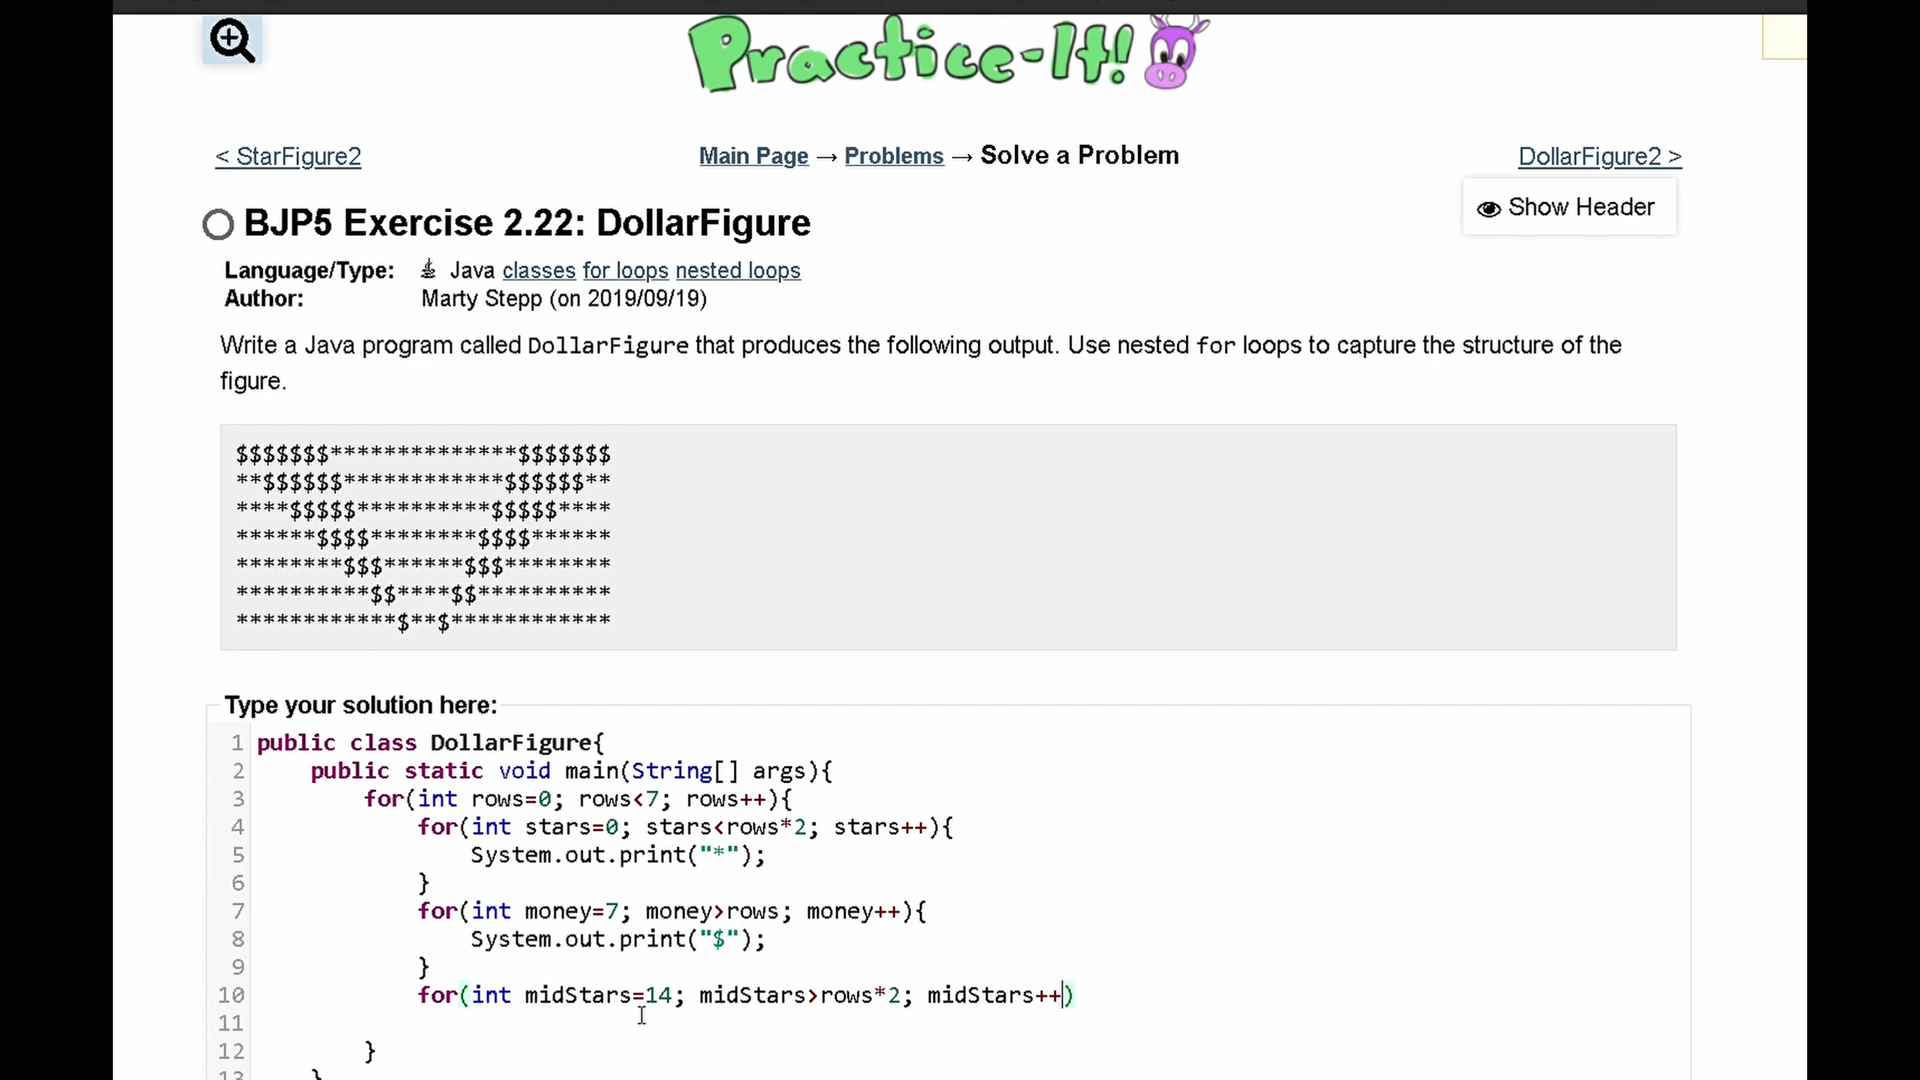 Practice-It!
< StarFigure2
Main Page → Problems → Solve a Problem
DollarFigure2 >
Show Header
BJP5 Exercise 2.22: DollarFigure
Language/Type: Java classes for loops nested loops
Author: Marty Stepp (on 2019/09/19)
Write a Java program called DollarFigure that produces the following output. Use nested for loops to capture the structure of the
figure.
$$$$$$$**************$$$$$$$
**$$$$$$************$$$$$$**
****$$$$$**********$$$$$****
******$$$$********$$$$******
********$$$******$$$********
**********$$****$$**********
************$**$************
Type your solution here:
1 public class DollarFigure{
2     public static void main(String[] args){
3         for(int rows=0; rows<7; rows++){
4             for(int stars=0; stars<rows*2; stars++){
5                 System.out.print("*");
6             }
7             for(int money=7; money>rows; money++){
8                 System.out.print("$");
9             }
10             for(int midStars=14; midStars>rows*2; midStars++)
11
12         }
13     }